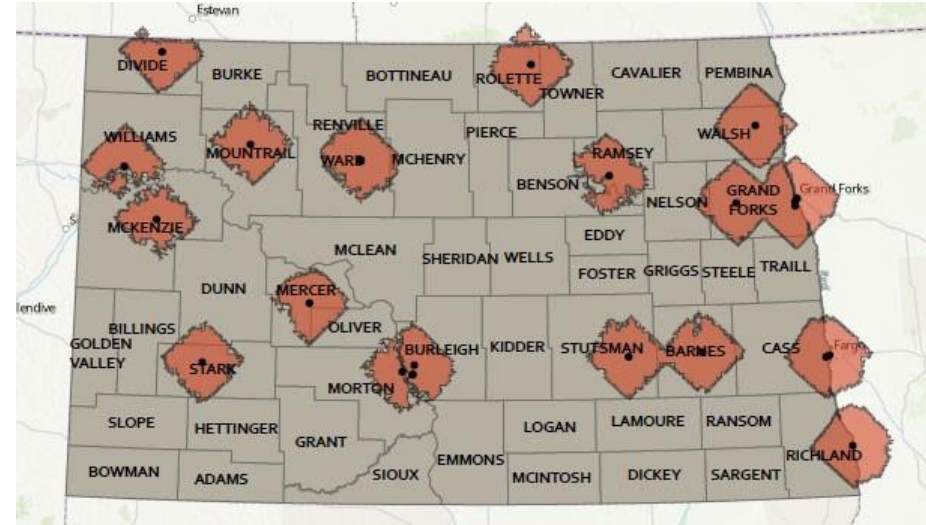 Estevan
DIVIDE
BURKE
BOTTINEAU
ROLETTE
TOWNER
CAVALIER
PEMBINA
WILLIAMS
MOUNTRAIL
RENVILLE
WARD
MCHENRY
PIERCE
BENSON
RAMSEY
WALSH
NELSON
GRAND
FORKS
Grand Forks
MCKENZIE
MCLEAN
SHERIDAN
WELLS
EDDY
FOSTER
GRIGGS
STEELE
TRAILL
Red
lendive
DUNN
MERCER
OLIVER
BILLINGS
GOLDEN
VALLEY
STARK
MORTON
BURLEIGH
KIDDER
STUTSMAN
BARNES
CASS
Farg
SLOPE
HETTINGER
GRANT
LOGAN
LAMOURE
RANSOM
RICHLAND
BOWMAN
ADAMS
SIOUX
EMMONS
MCINTOSH
DICKEY
SARGENT